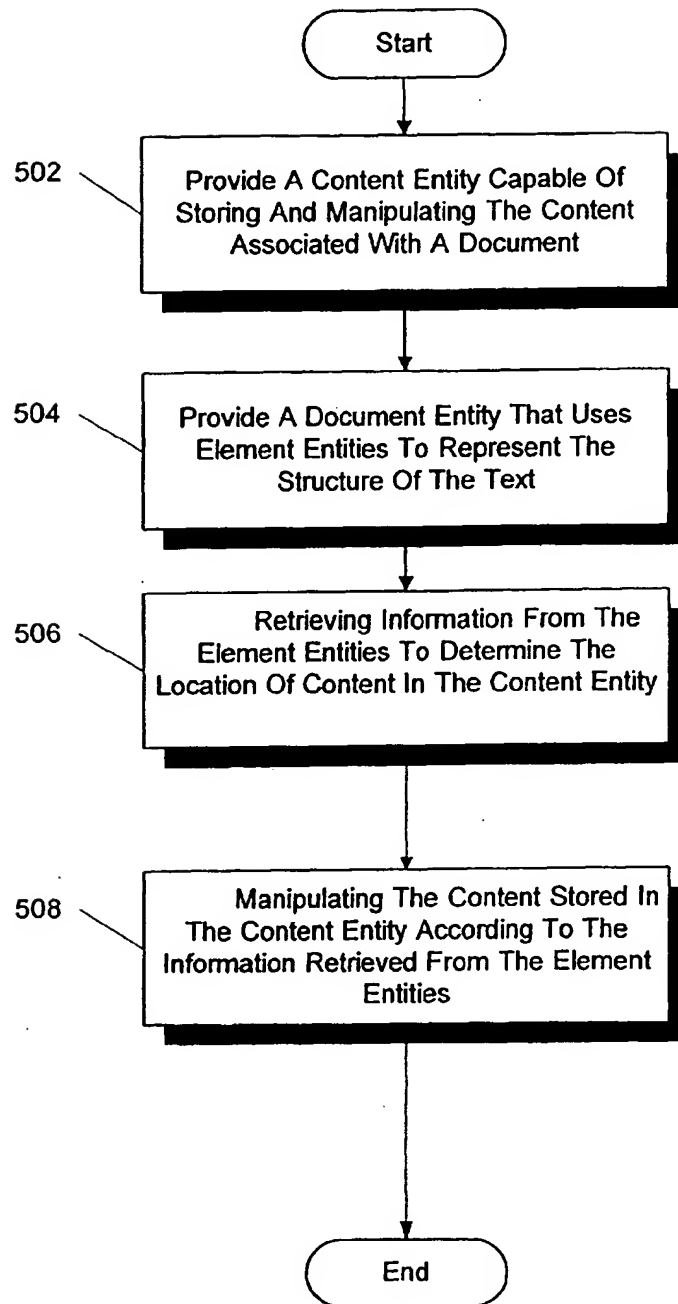 Start
502
Provide A Content Entity Capable Of
Storing And Manipulating The Content
Associated With A Document
504
Provide A Document Entity That Uses
Element Entities To Represent The
Structure Of The Text
506
Retrieving Information From The
Element Entities To Determine The
Location Of Content In The Content Entity
508
Manipulating The Content Stored In
The Content Entity According To The
Information Retrieved From The Element
Entities
End